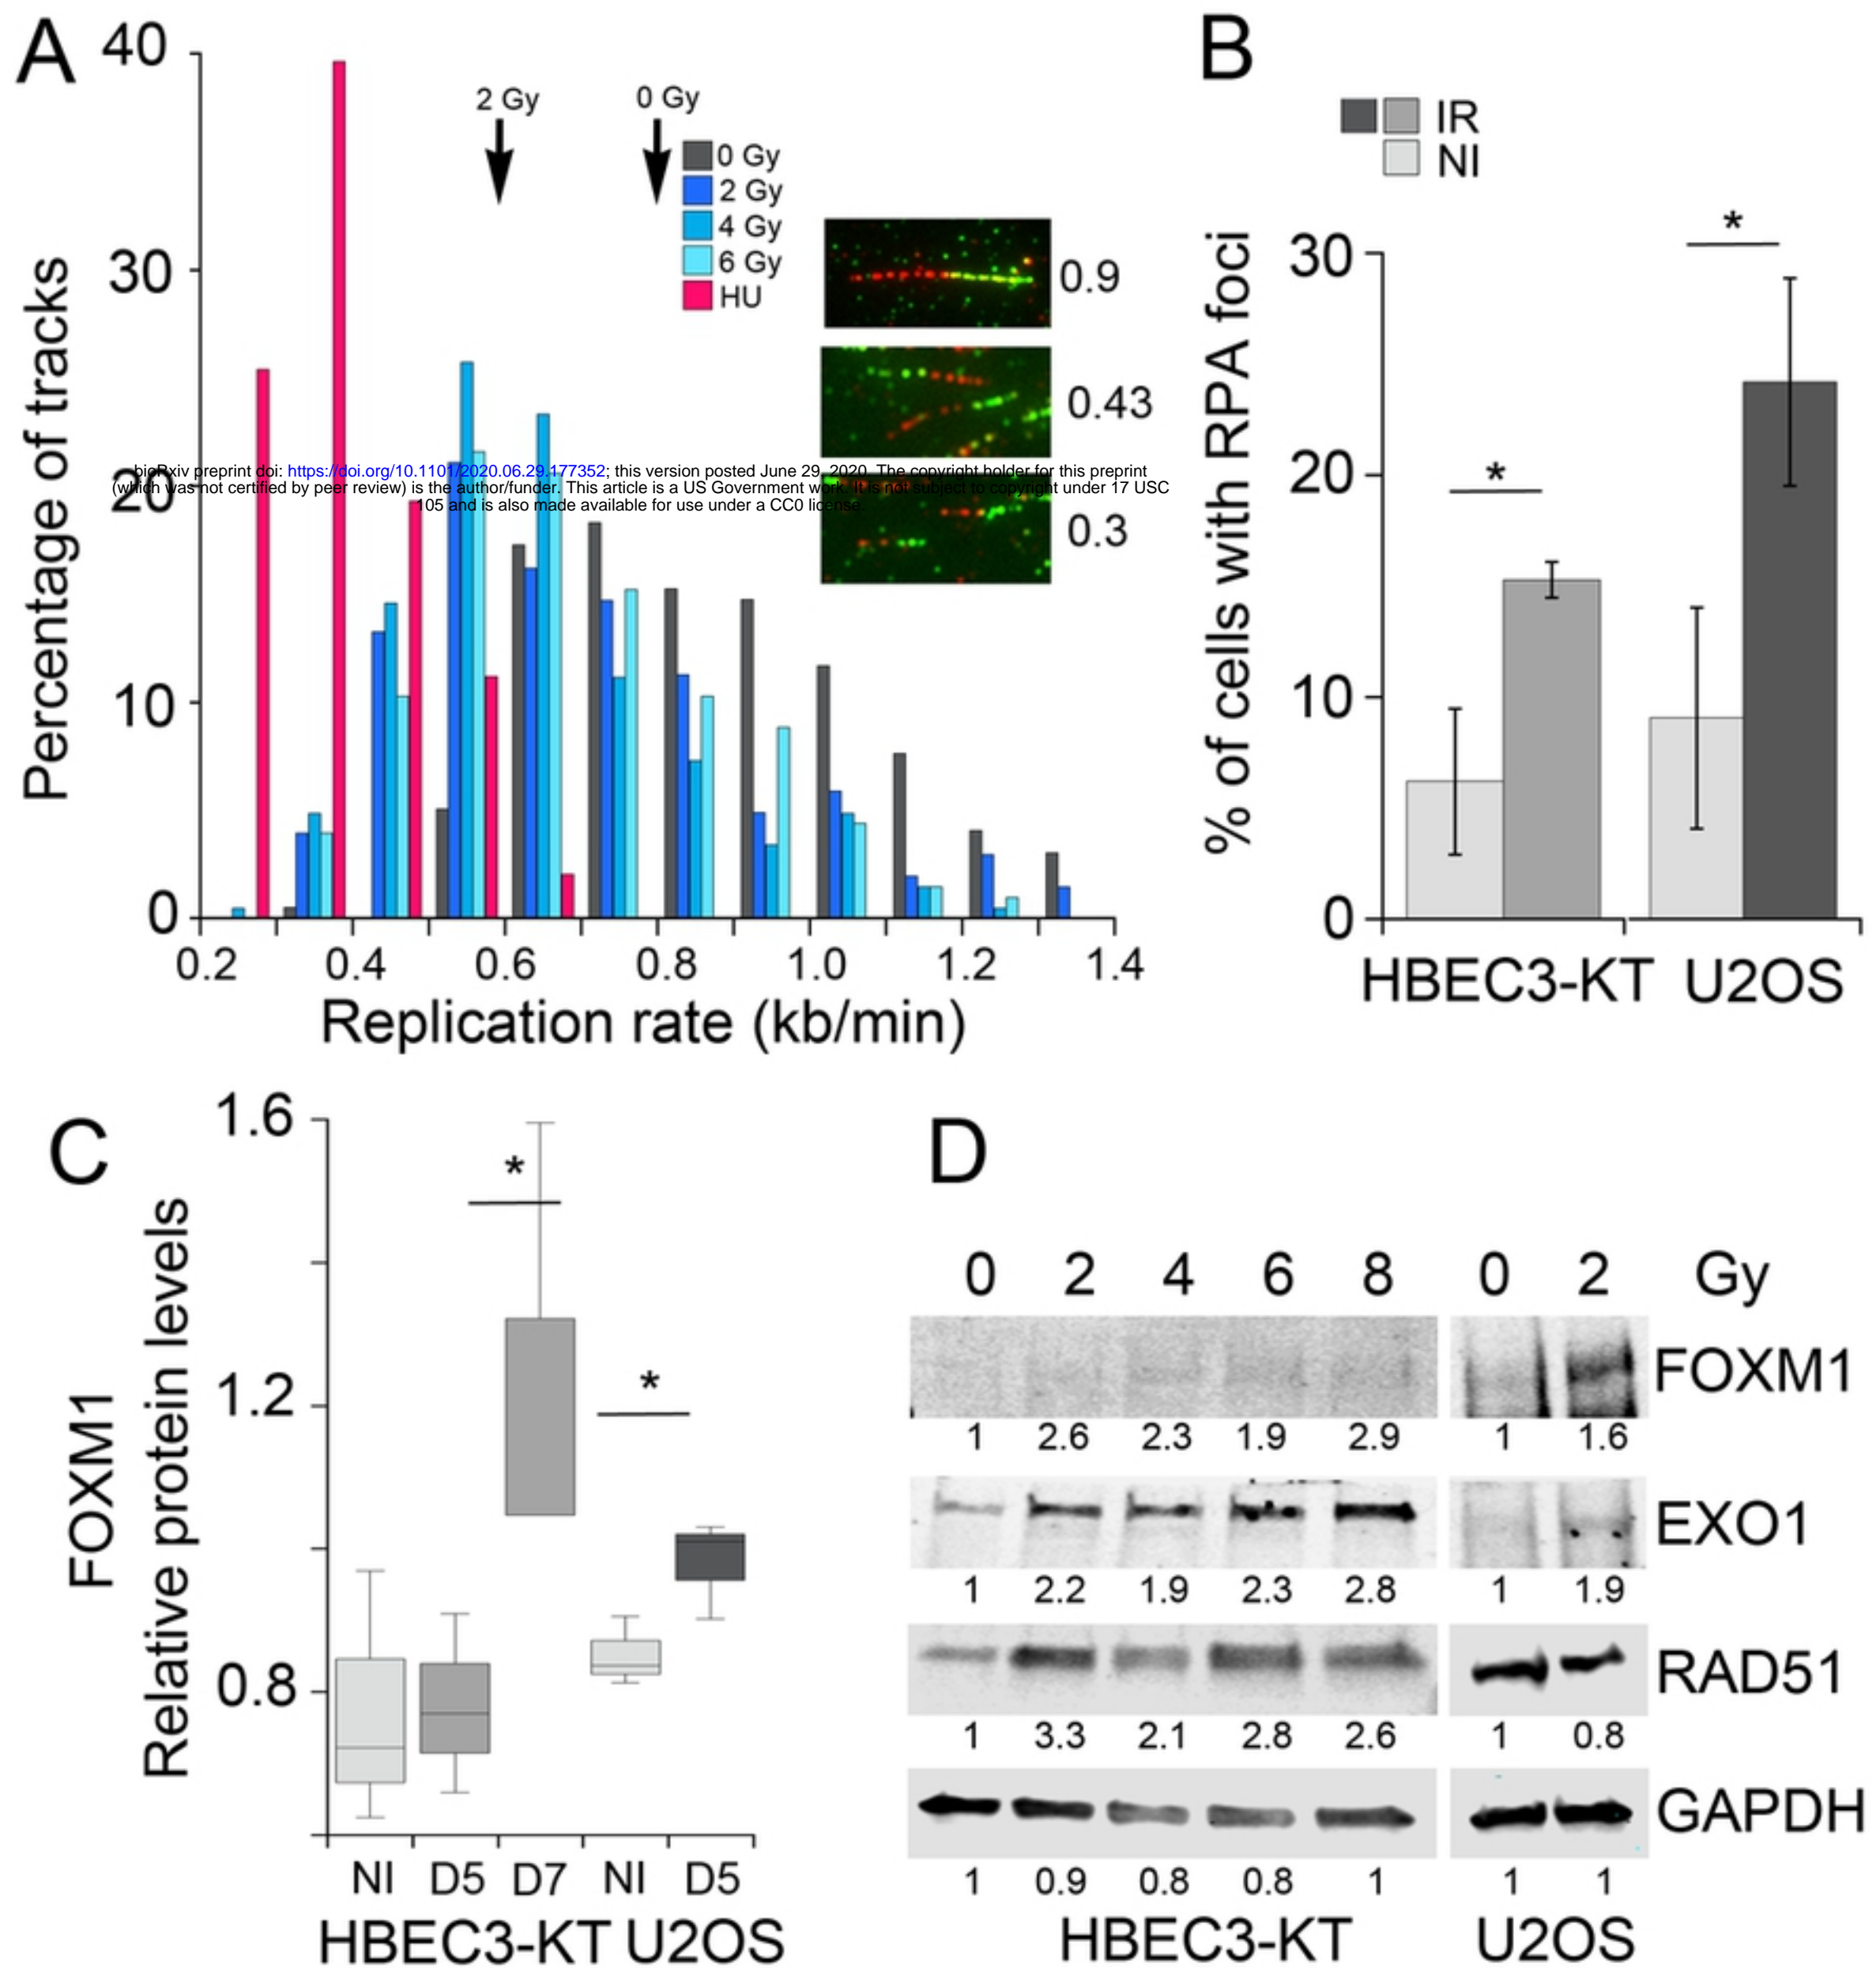 A
40
30
20
10
0
Percentage of tracks
2 Gy
0 Gy
0 Gy
2 Gy
4 Gy
6 Gy
HU
0.9
0.43
0.3
bioRxiv preprint doi: https://doi.org/10.1101/2020.06.29.177352; this version posted June 29, 2020. The copyright holder for this preprint
(which was not certified by peer review) is the author/funder. This article is a US Government work. It is not subject to copyright under 17 USC
105 and is also made available for use under a CC0 license.
0.2 0.4 0.6 0.8 1.0 1.2 1.4
Replication rate (kb/min)
B
IR
NI
% of cells with RPA foci
30
20
10
0
*
*
HBEC3-KT U2OS
C
FOXM1
Relative protein levels
1.6
1.2
0.8
*
*
NI D5 D7 NI D5
HBEC3-KT U2OS
D
0 2 4 6 8 0 2 Gy
FOXM1
1 2.6 2.3 1.9 2.9 1 1.6
EXO1
1 2.2 1.9 2.3 2.8 1 1.9
RAD51
1 3.3 2.1 2.8 2.6 1 0.8
GAPDH
1 0.9 0.8 0.8 1 1 1
HBEC3-KT U2OS